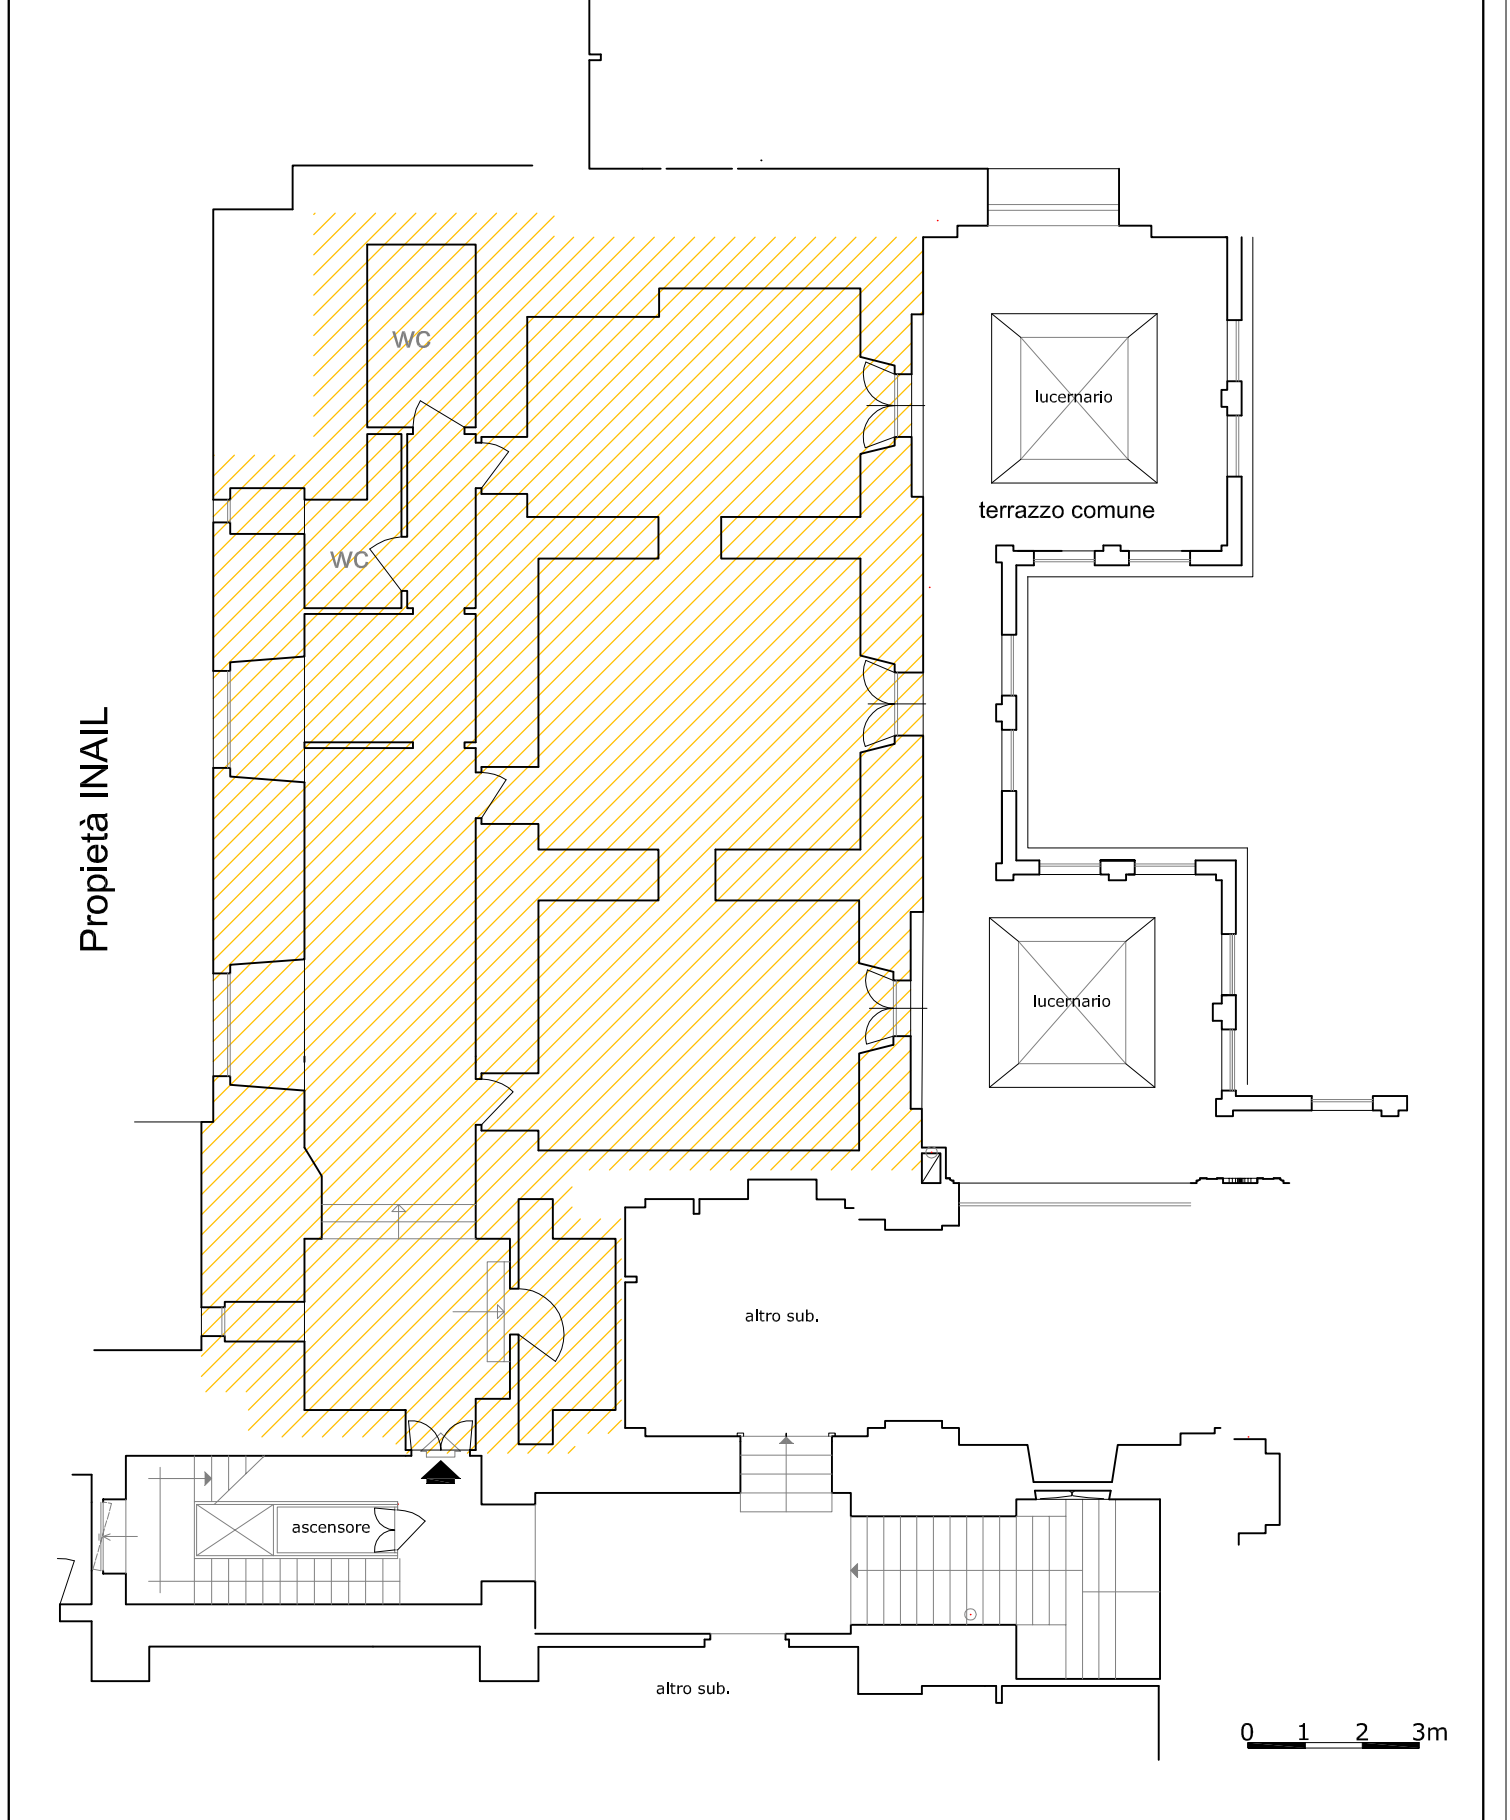 WC
lucernario
terrazzo comune
WC
Propietà INAIL
lucernario
altro sub.
ascensore
altro sub.
0 1 2 3m